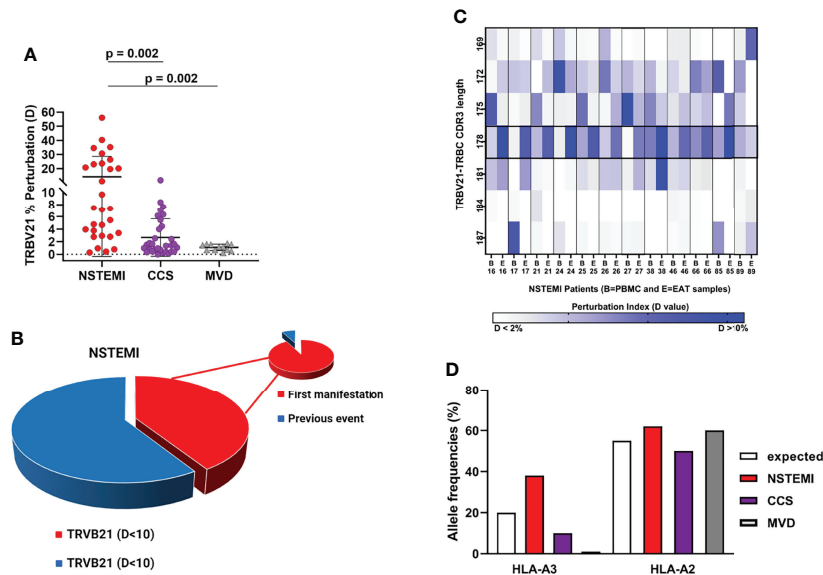 A
p = 0.002
p = 0.002
TRBV21 % Perturbation (D)
60
50
40
30
20
10
8
6
4
2
0
NSTEMI CCS MVD
B
NSTEMI
First manifestation
Previous event
TRVB21 (D<10)
TRVB21 (D<10)
C
TRBV21-TRBC CDR3 length
169
172
175
178
181
184
187
B E B E B E B E B E B E B E B E B E B E B E B E
16 16 17 17 21 21 24 24 25 25 26 26 27 27 38 38 46 46 66 66 85 85 89 89
NSTEMI Patients (B=PBMC and E=EAT samples)
Perturbation Index (D value)
D < 2%
D
D
Allele frequencies (%)
80
60
40
20
0
HLA-A3 HLA-A2
expected
NSTEMI
CCS
MVD